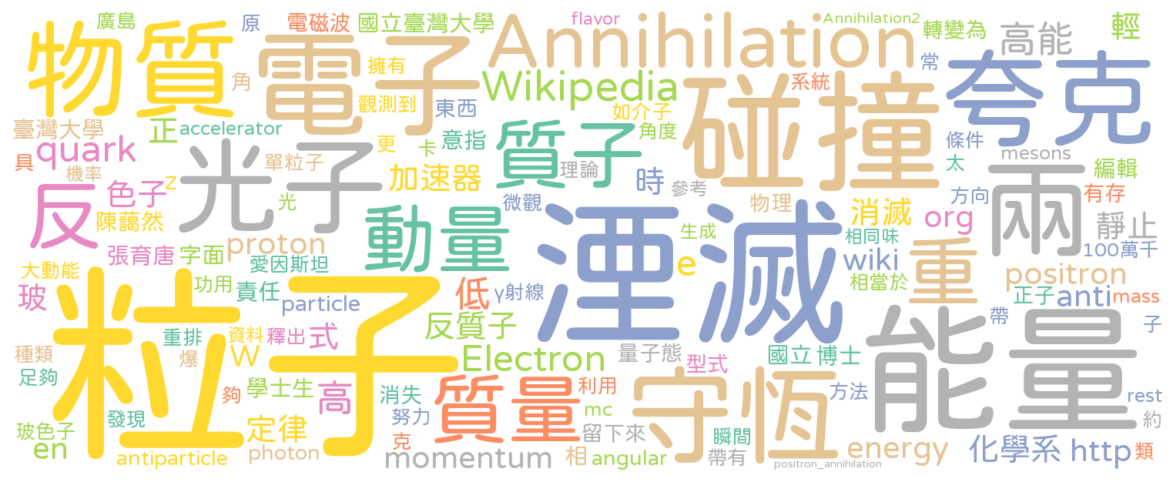 廣島
原
電磁波
國立臺灣大學
flavor
Annihilation2
轉變為
高能
輕
物質
電子
Annihilation
角
擁有
Wikipedia
系統
常
夸克
觀測到
東西
如介子
碰撞
臺灣大學
正
accelerator
更
卡
意指
質子
角度
條件
具
quark
機率
單粒子
理論
太
mesons
反
色子
Z
光子
加速器
時
參考
兩
編輯
陳藹然
光
微觀
物理
方向
有存
張育唐
字面
proton
動量
生成
消滅
org
靜止
大動能
愛因斯坦
湮滅
相同味
wiki
重
100萬千
玻
功用
責任
particle
γ射線
低
e
相當於
positron
粒子
反質子
正子
anti
mass
重排
資料
釋出
式
帶
子
種類
爆
W
Electron
量子態
型式
國立
博士
能量
足夠
學士生
高
消失
質量
利用
守恆
方法
rest
發現
夠
努力
mc
約
玻色子
定律
克
留下來
瞬間
en
photon
momentum
相
angular
帶有
energy
化學系
http
類
antiparticle
positron_annihilation